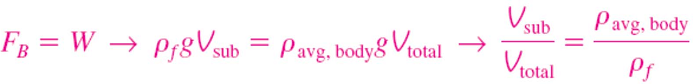 F_B = W → ρ_f g V_sub = ρ_avg, body g V_total → V_sub / V_total = ρ_avg, body / ρ_f